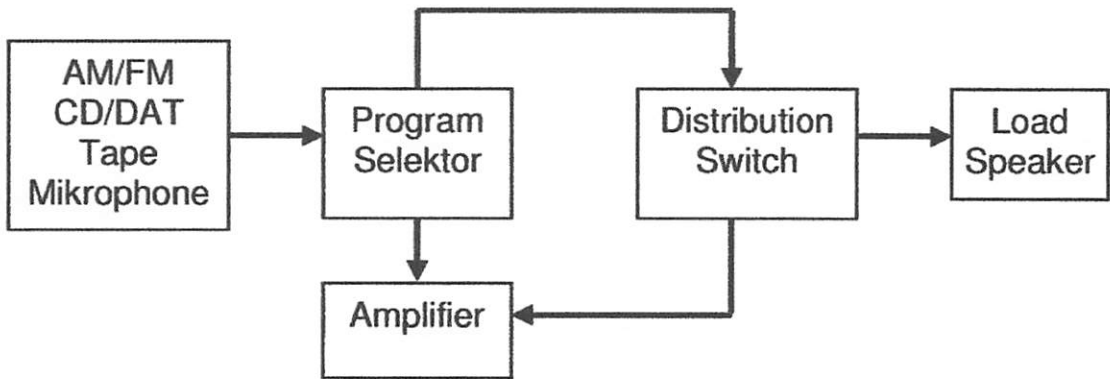 AM/FM
CD/DAT
Tape
Mikrophone
Program
Selektor
Distribution
Switch
Load
Speaker
Amplifier